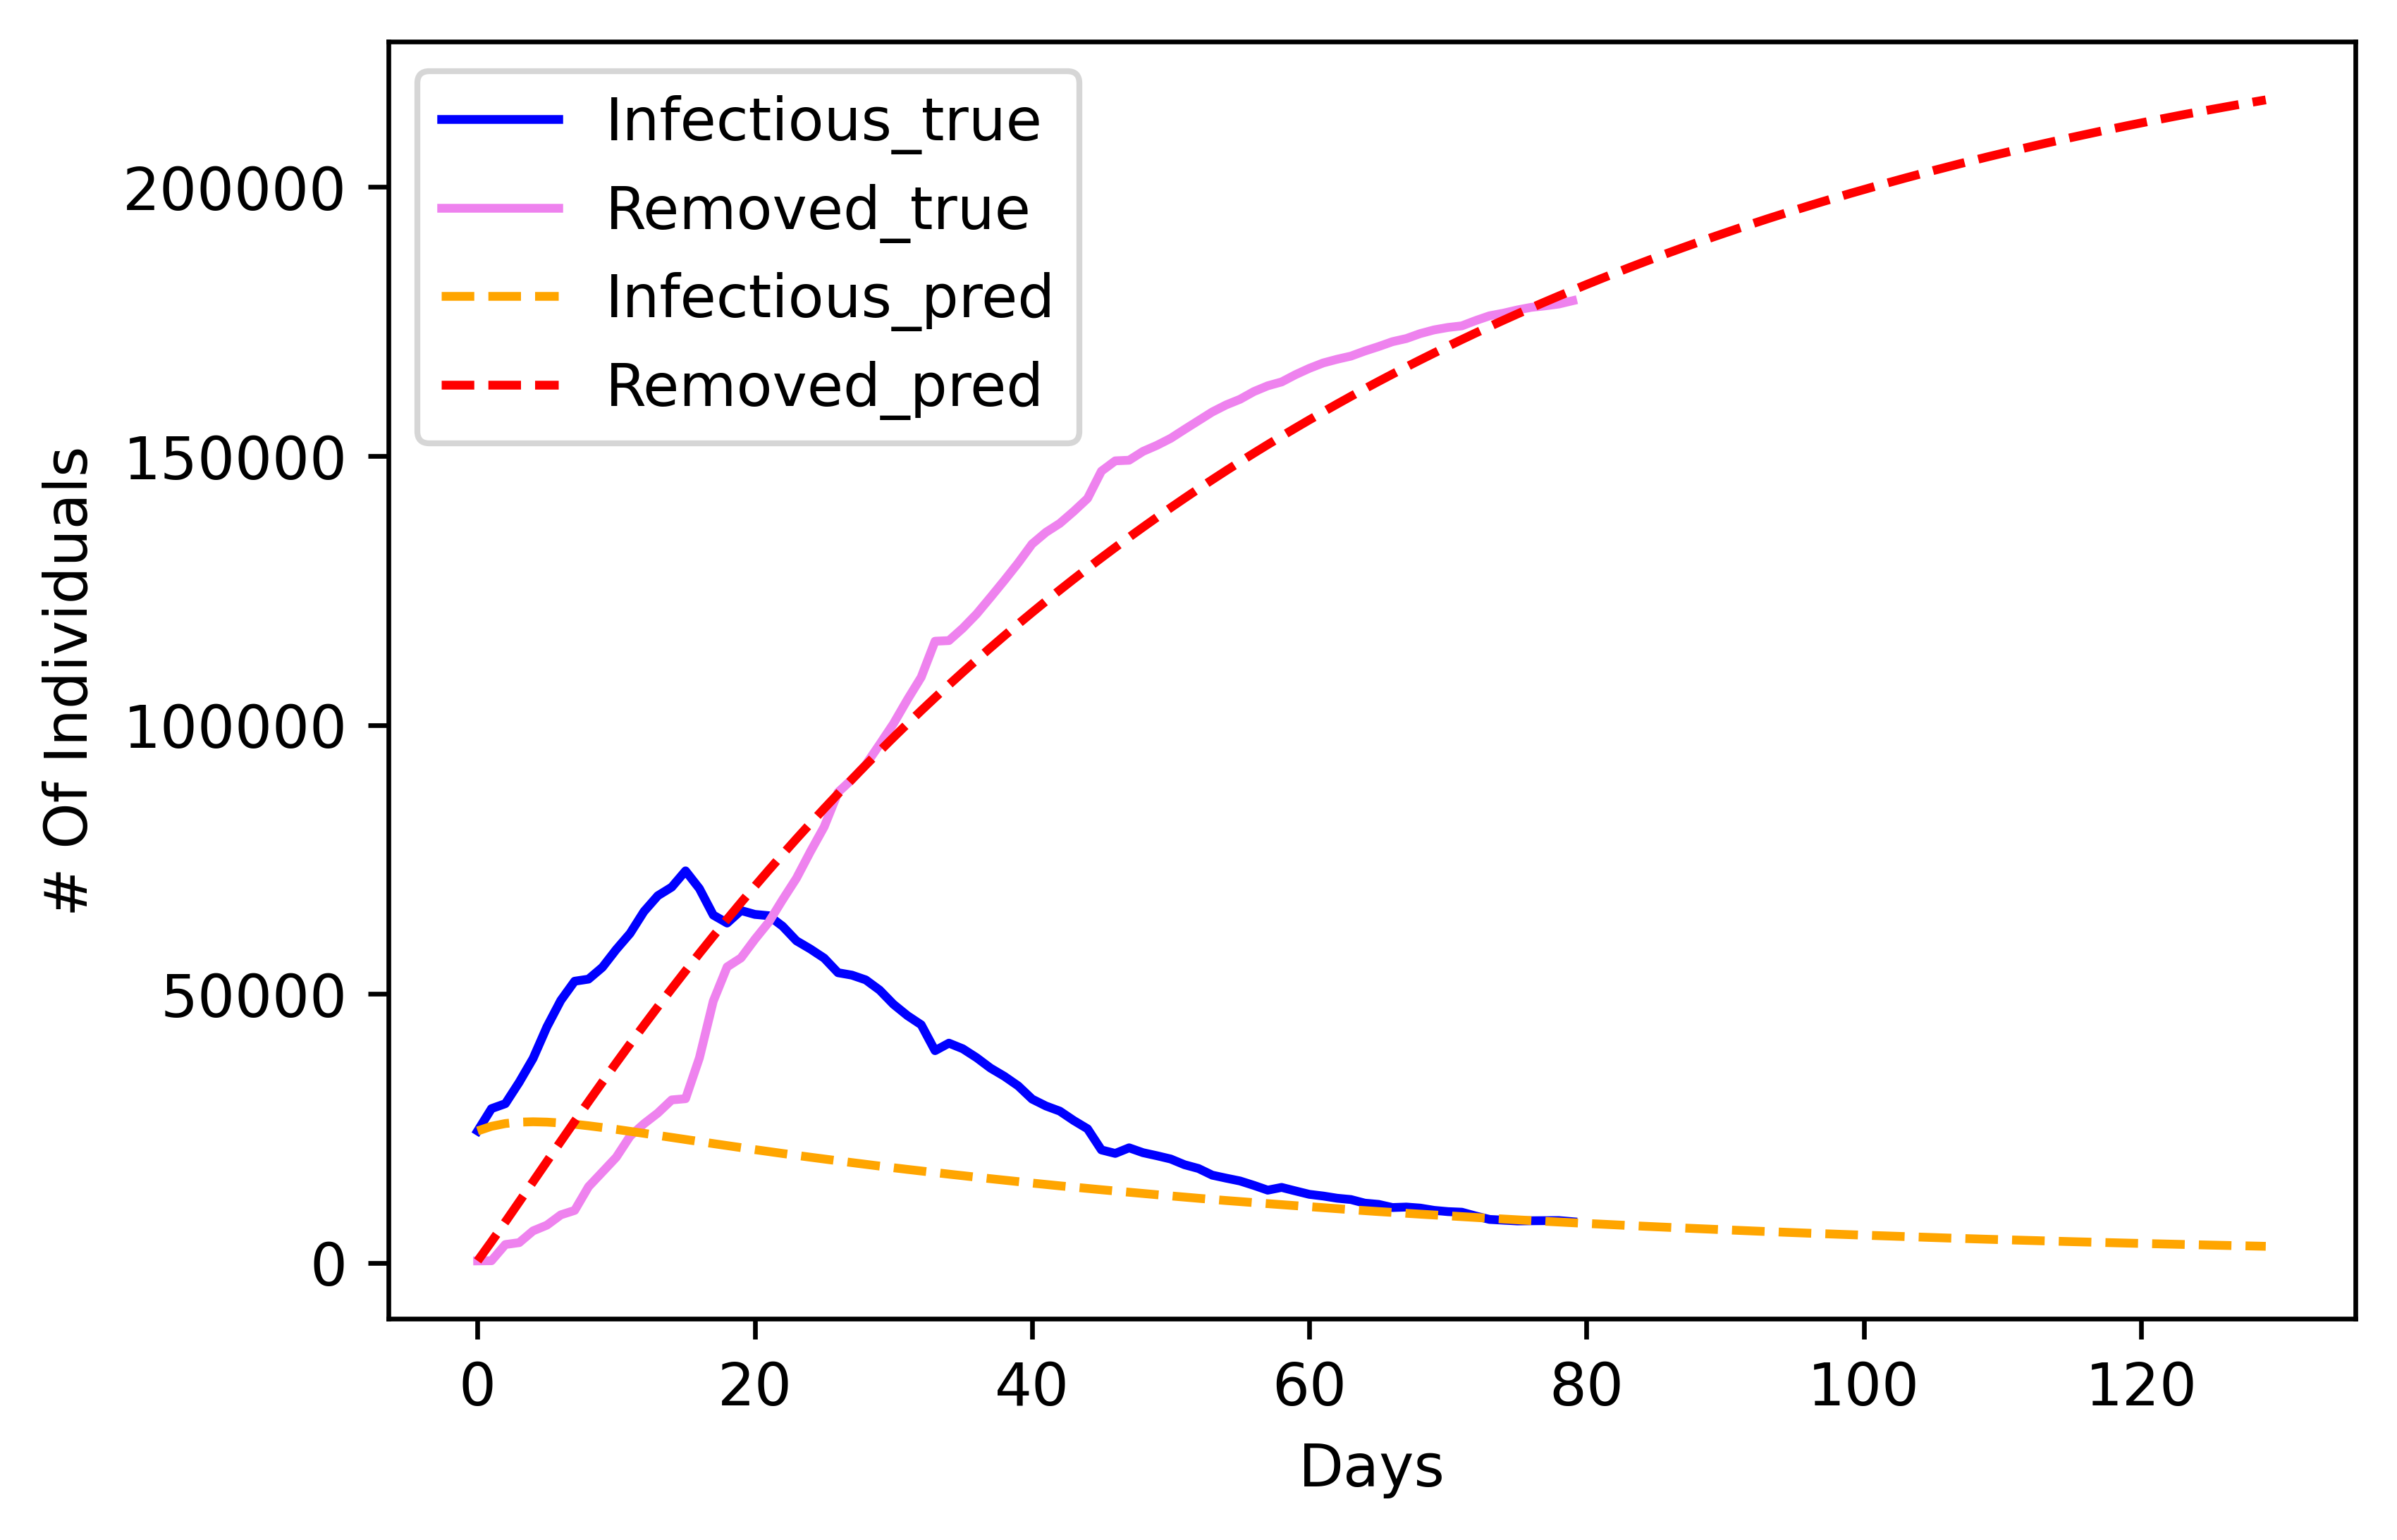 Infectious_true
Removed_true
Infectious_pred
Removed_pred
# Of Individuals
200000
150000
100000
50000
0
0 20 40 60 80 100 120
Days